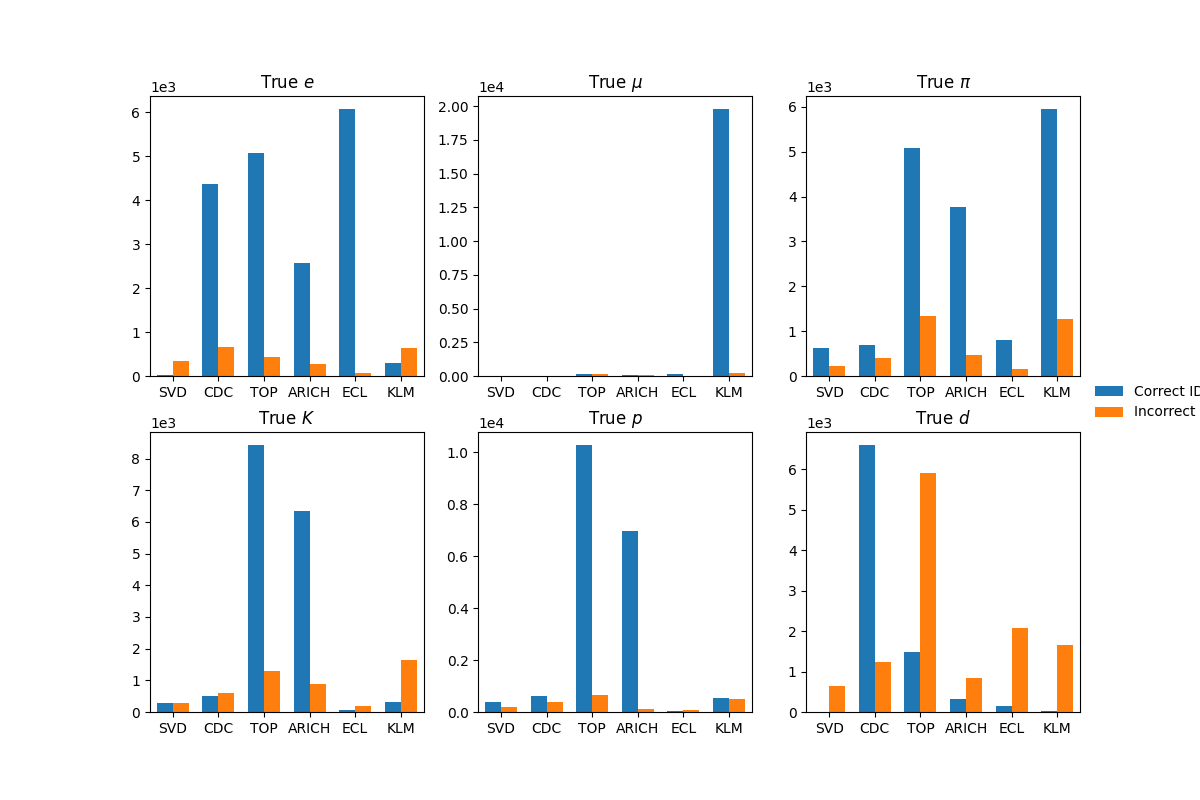 True e
1e3
6
5
4
3
2
1
0
SVD CDC TOP ARICH ECL KLM
True μ
1e4
2.00
1.75
1.50
1.25
1.00
0.75
0.50
0.25
0.00
SVD CDC TOP ARICH ECL KLM
True π
1e3
6
5
4
3
2
1
0
SVD CDC TOP ARICH ECL KLM
Correct ID
Incorrect
True K
1e3
8
7
6
5
4
3
2
1
0
SVD CDC TOP ARICH ECL KLM
True p
1e4
1.0
0.8
0.6
0.4
0.2
0.0
SVD CDC TOP ARICH ECL KLM
True d
1e3
6
5
4
3
2
1
0
SVD CDC TOP ARICH ECL KLM